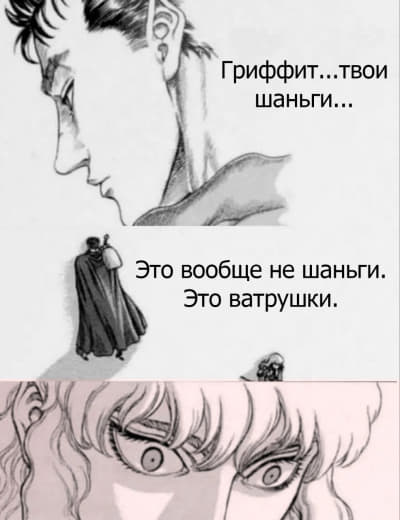 Гриффит...твои
шаньги...
Это вообще не шаньги.
Это ватрушки.